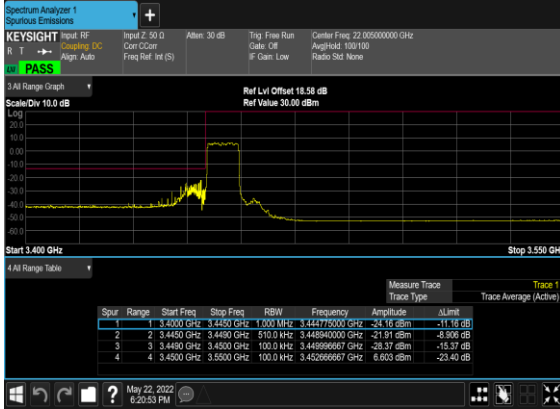 Spectrum Analyzer 1
Spurious Emissions
KEYSIGHT Input: RF Input Z: 50 Ω Atten: 30 dB Trig: Free Run Center Freq: 22.005000000 GHz
R T Coupling: DC Corr CCorr Gate: Off Avg|Hold: 100/100
Align: Auto Freq Ref: Int (S) IF Gain: Low Radio Std: None
PASS
3 All Range Graph Ref Lvl Offset 18.58 dB
Scale/Div 10.0 dB Ref Value 30.00 dBm
Log
20.0
10.0
0.00
-10.0
-20.0
-30.0
-40.0
-50.0
-60.0
Start 3.400 GHz Stop 3.550 GH
4 All Range Table
Measure Trace Trace 1
Trace Type Trace Average (Active)
Spur Range Start Freq Stop Freq RBW Frequency Amplitude ΔLimit
1 1 3.4000 GHz 3.4450 GHz 1.000 MHz 3.444775000 GHz -24.16 dBm -11.16 dB
2 2 3.4450 GHz 3.4490 GHz 510.0 kHz 3.448940000 GHz -21.91 dBm -8.906 dB
3 3 3.4490 GHz 3.4500 GHz 100.0 kHz 3.449996667 GHz -28.37 dBm -15.37 dB
4 4 3.4500 GHz 3.5500 GHz 100.0 kHz 3.452666667 GHz 6.603 dBm -23.40 dB
? May 22, 2022
6:20:53 PM